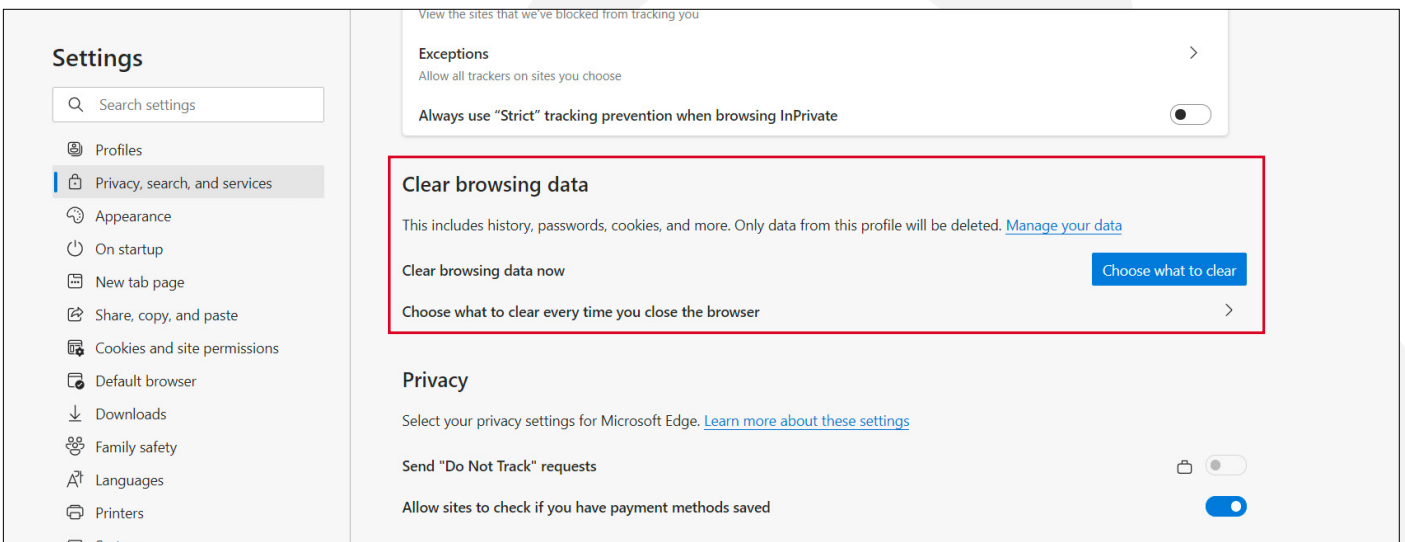 View the sites that we've blocked from tracking you
Settings
Exceptions
Allow all trackers on sites you choose
Search settings
Always use “Strict” tracking prevention when browsing InPrivate
Profiles
Privacy, search, and services
Appearance
On startup
New tab page
Share, copy, and paste
Cookies and site permissions
Default browser
Downloads
Family safety
Languages
Printers
Clear browsing data
This includes history, passwords, cookies, and more. Only data from this profile will be deleted. Manage your data
Clear browsing data now
Choose what to clear
Choose what to clear every time you close the browser
Privacy
Select your privacy settings for Microsoft Edge. Learn more about these settings
Send "Do Not Track" requests
Allow sites to check if you have payment methods saved